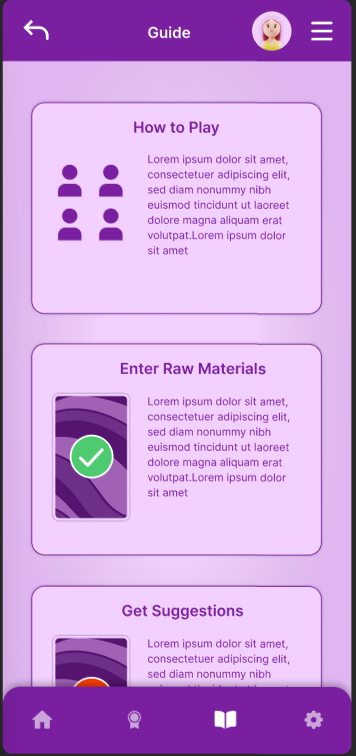 Guide
How to Play
Lorem ipsum dolor sit amet,
consectetuer adipiscing elit,
sed diam nonummy nibh
euismod tincidunt ut laoreet
dolore magna aliquam erat
volutpat.Lorem ipsum dolor
sit amet
Enter Raw Materials
Lorem ipsum dolor sit amet,
consectetuer adipiscing elit,
sed diam nonummy nibh
euismod tincidunt ut laoreet
dolore magna aliquam erat
volutpat.Lorem ipsum dolor
sit amet
Get Suggestions
Lorem ipsum dolor sit amet,
consectetuer adipiscing elit,
sed diam nonummy nibh